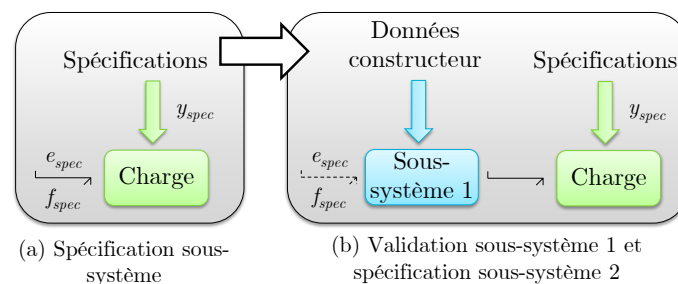 Spécifications
y_spec
e_spec
f_spec
Charge
(a) Spécification sous-
système
Données
constructeur
Spécifications
y_spec
e_spec
f_spec
Sous-
système 1
Charge
(b) Validation sous-système 1 et
spécification sous-système 2